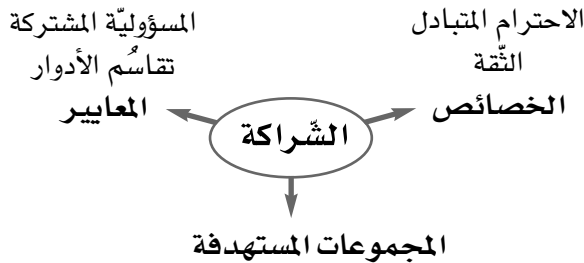 الاحترام المتبادل
الثّقة
الخصائص
المسؤوليّة المشتركة
تقاسُم الأدوار
المعايير
الشّراكة
المجموعات المستهدفة